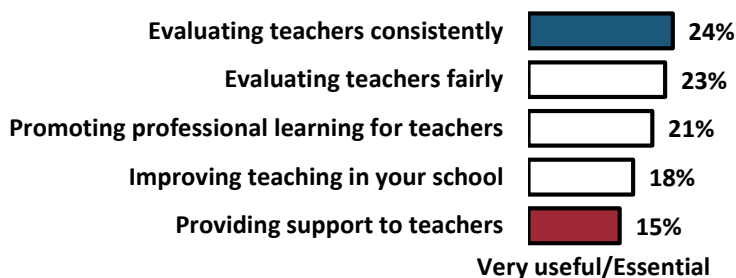 Evaluating teachers consistently 24%
Evaluating teachers fairly 23%
Promoting professional learning for teachers 21%
Improving teaching in your school 18%
Providing support to teachers 15%
Very useful/Essential